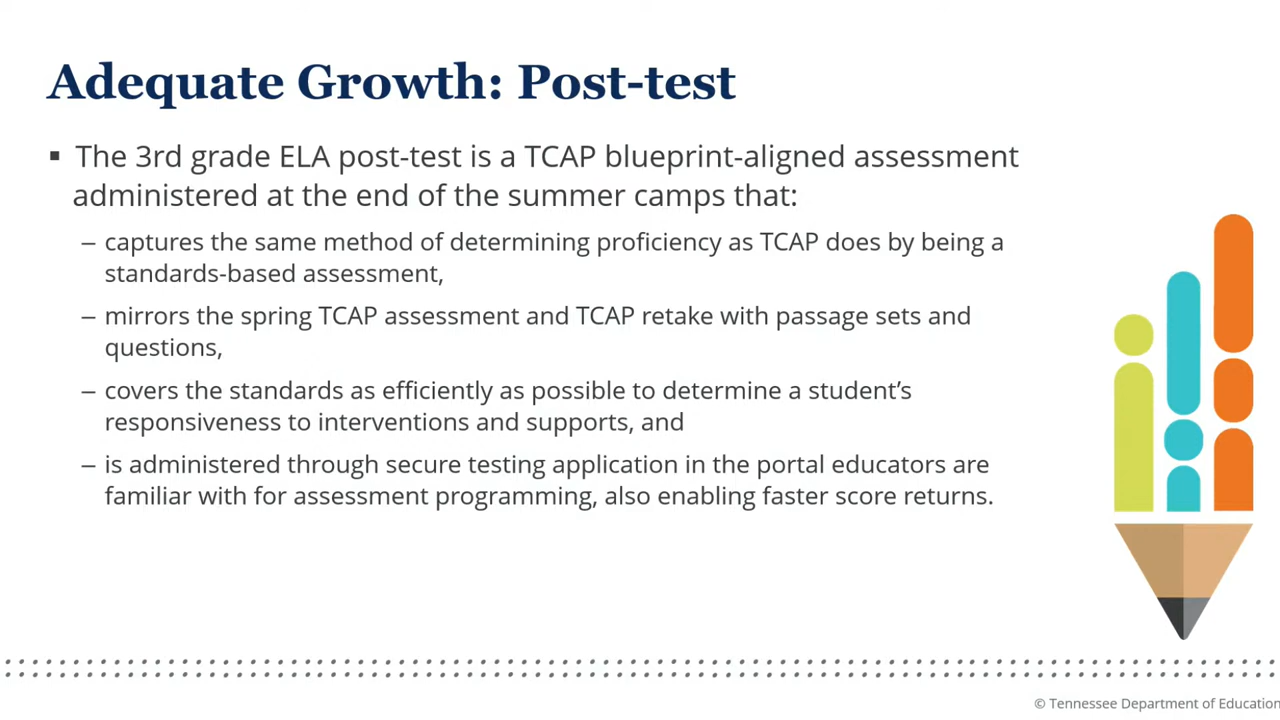 Adequate Growth: Post-test
▪ The 3rd grade ELA post-test is a TCAP blueprint-aligned assessment
administered at the end of the summer camps that:
– captures the same method of determining proficiency as TCAP does by being a
standards-based assessment,
– mirrors the spring TCAP assessment and TCAP retake with passage sets and
questions,
– covers the standards as efficiently as possible to determine a student’s
responsiveness to interventions and supports, and
– is administered through secure testing application in the portal educators are
familiar with for assessment programming, also enabling faster score returns.
© Tennessee Department of Education